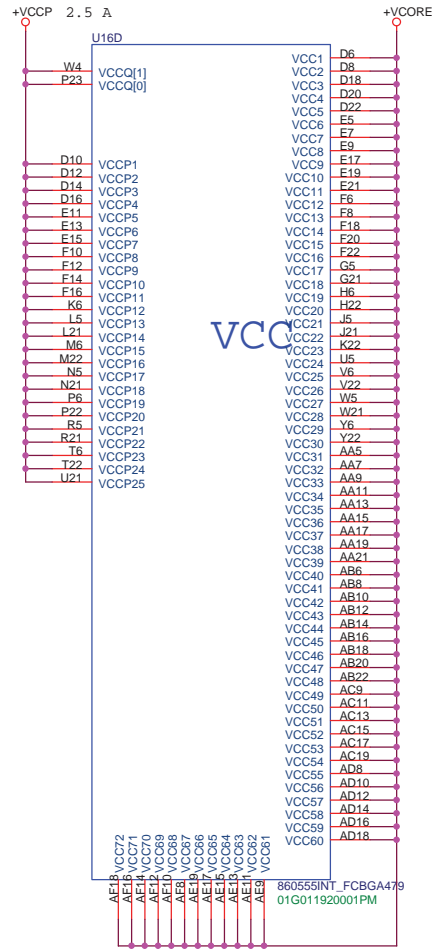 +VCCP 2.5 A
+VCORE
U16D
W4 VCCQ[1]
P23 VCCQ[0]
D10 VCCP1
D12 VCCP2
D14 VCCP3
D16 VCCP4
E11 VCCP5
E13 VCCP6
E15 VCCP7
F10 VCCP8
F12 VCCP9
F14 VCCP10
F16 VCCP11
K6 VCCP12
L5 VCCP13
L21 VCCP14
M6 VCCP15
M22 VCCP16
N5 VCCP17
N21 VCCP18
P6 VCCP19
P22 VCCP20
R5 VCCP21
R21 VCCP22
T6 VCCP23
T22 VCCP24
U21 VCCP25
VCC
VCC1 D6
VCC2 D8
VCC3 D18
VCC4 D20
VCC5 D22
VCC6 E5
VCC7 E7
VCC8 E9
VCC9 E17
VCC10 E19
VCC11 E21
VCC12 F6
VCC13 F8
VCC14 F18
VCC15 F20
VCC16 F22
VCC17 G5
VCC18 G21
VCC19 H6
VCC20 H22
VCC21 J5
VCC22 J21
VCC23 K22
VCC24 U5
VCC25 V6
VCC26 V22
VCC27 W5
VCC28 W21
VCC29 Y6
VCC30 Y22
VCC31 AA5
VCC32 AA7
VCC33 AA9
VCC34 AA11
VCC35 AA13
VCC36 AA15
VCC37 AA17
VCC38 AA19
VCC39 AA21
VCC40 AB6
VCC41 AB8
VCC42 AB10
VCC43 AB12
VCC44 AB14
VCC45 AB16
VCC46 AB18
VCC47 AB20
VCC48 AB22
VCC49 AC9
VCC50 AC11
VCC51 AC13
VCC52 AC15
VCC53 AC17
VCC54 AC19
VCC55 AD8
VCC56 AD10
VCC57 AD12
VCC58 AD14
VCC59 AD16
VCC60 AD18
AF18 VCC72
AF16 VCC71
AF14 VCC70
AF12 VCC69
AF10 VCC68
AF8 VCC67
AE19 VCC66
AE17 VCC65
AE15 VCC64
AE13 VCC63
AE11 VCC62
AE9 VCC61
860555INT_FCBGA479
01G011920001PM